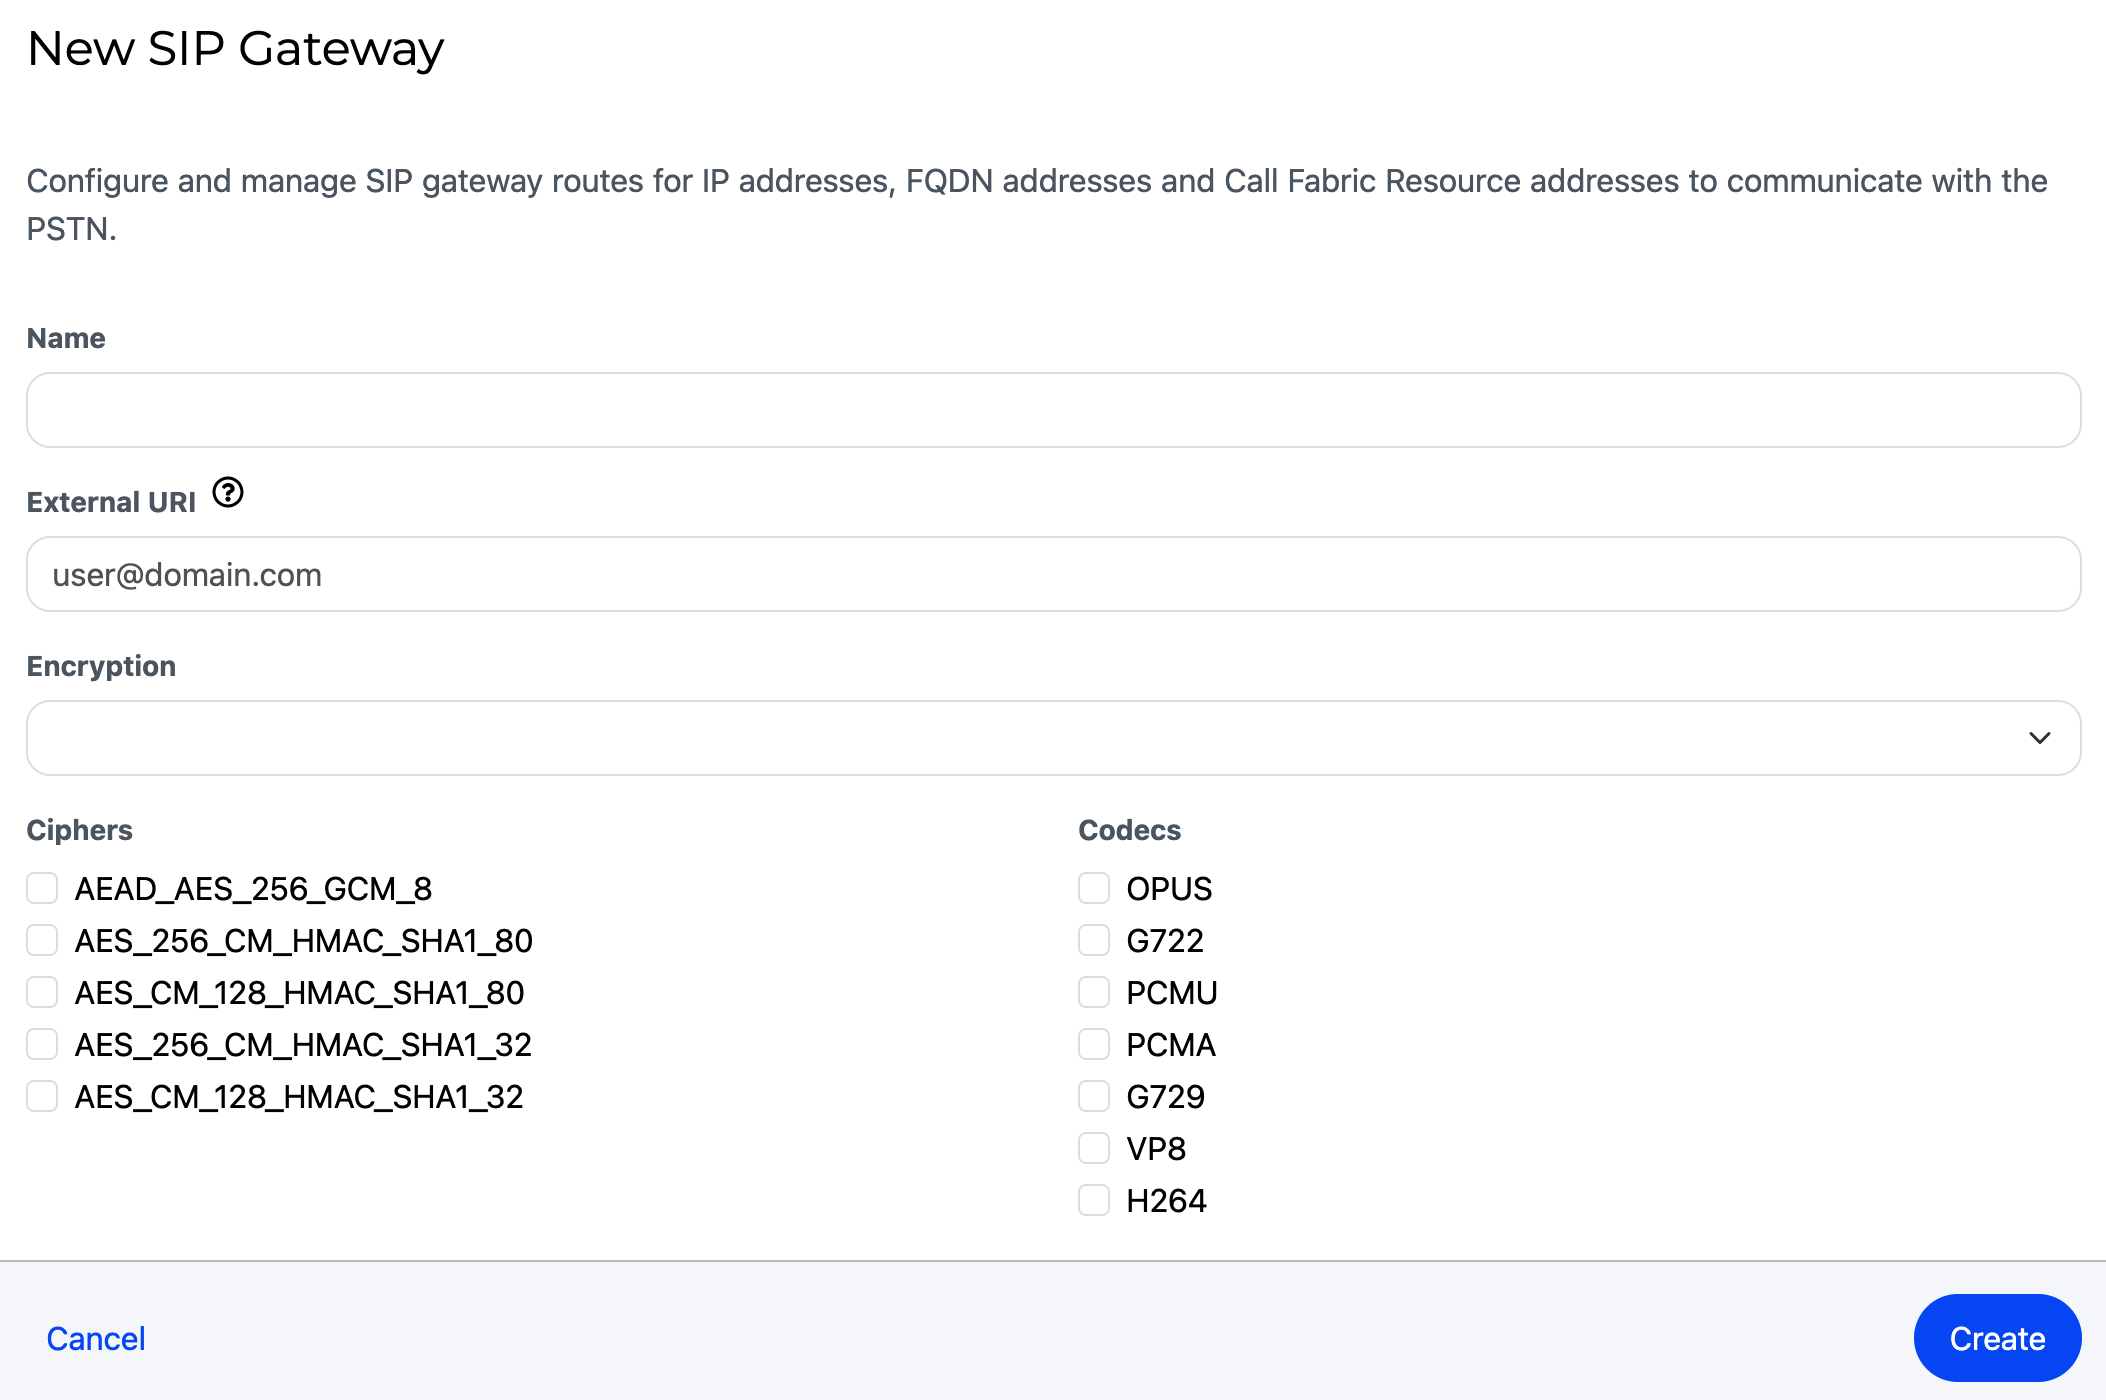 New SIP Gateway
Configure and manage SIP gateway routes for IP addresses, FQDN addresses and Call Fabric Resource addresses to communicate with the
PSTN.
Name
External URI
user@domain.com
Encryption
Ciphers
AEAD_AES_256_GCM_8
AES_256_CM_HMAC_SHA1_80
AES_CM_128_HMAC_SHA1_80
AES_256_CM_HMAC_SHA1_32
AES_CM_128_HMAC_SHA1_32
Codecs
OPUS
G722
PCMU
PCMA
G729
VP8
H264
Cancel
Create